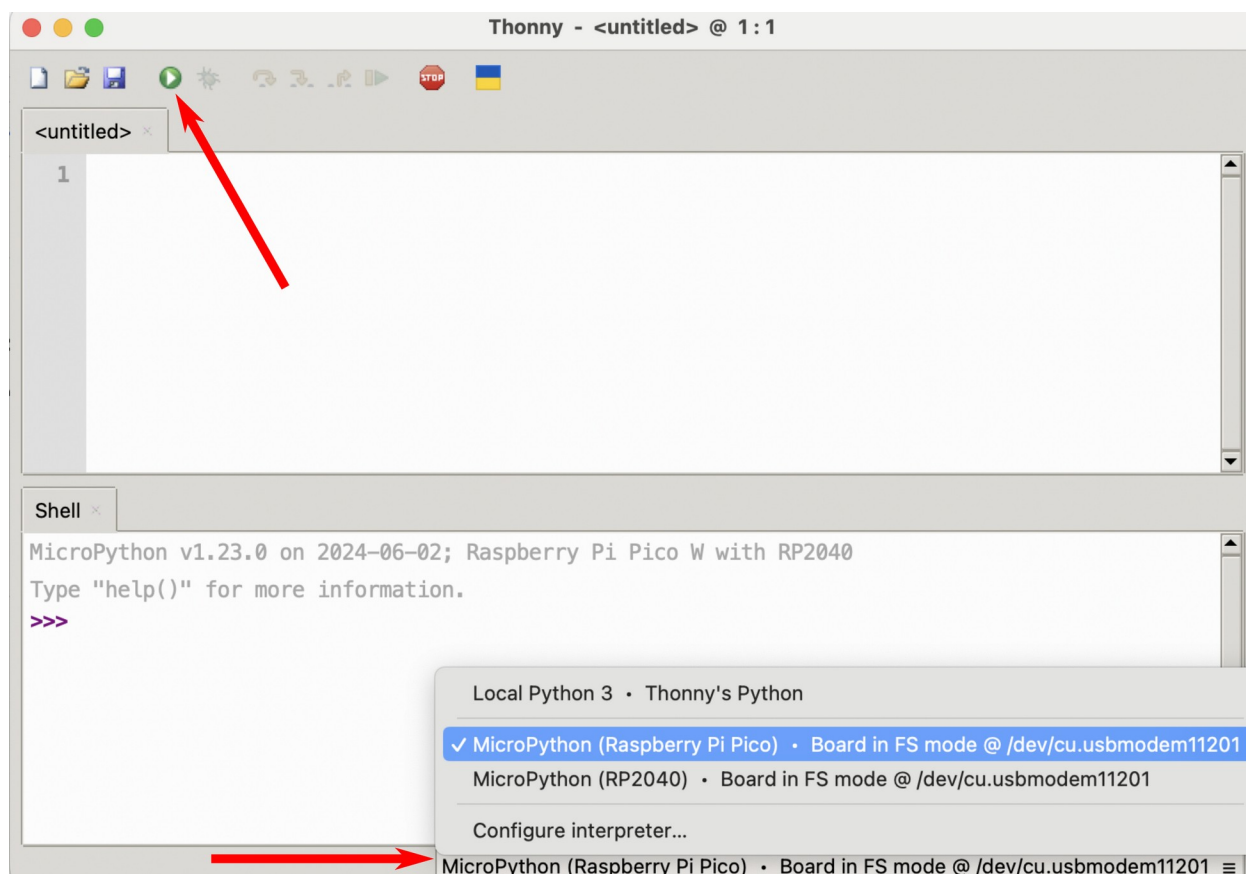 Thonny - <untitled> @ 1:1
STOP
<untitled> ×
1
Shell ×
MicroPython v1.23.0 on 2024-06-02; Raspberry Pi Pico W with RP2040
Type "help()" for more information.
>>>
Local Python 3 • Thonny's Python
✓ MicroPython (Raspberry Pi Pico) • Board in FS mode @ /dev/cu.usbmodem11201
MicroPython (RP2040) • Board in FS mode @ /dev/cu.usbmodem11201
Configure interpreter...
MicroPython (Raspberry Pi Pico) • Board in FS mode @ /dev/cu.usbmodem11201 ≡